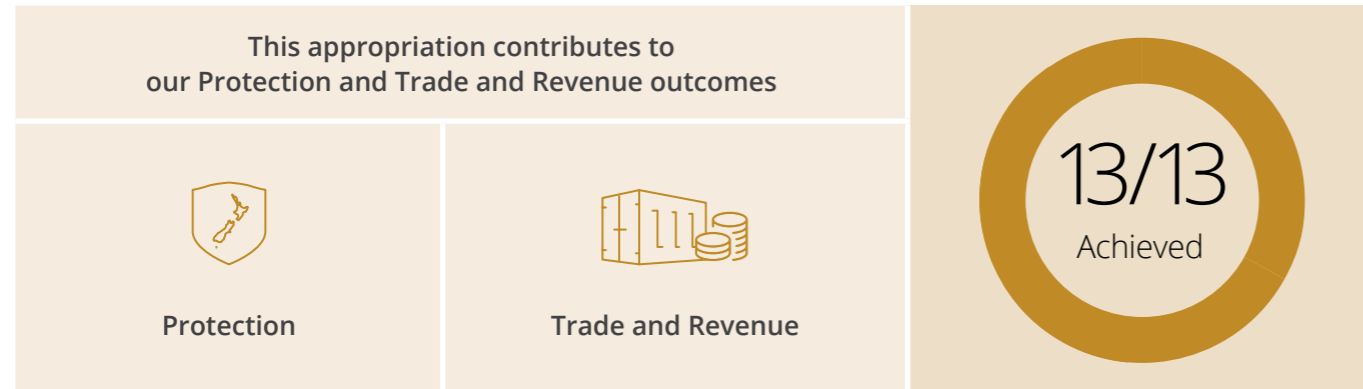 This appropriation contributes to
our Protection and Trade and Revenue outcomes
Protection
Trade and Revenue
13/13
Achieved